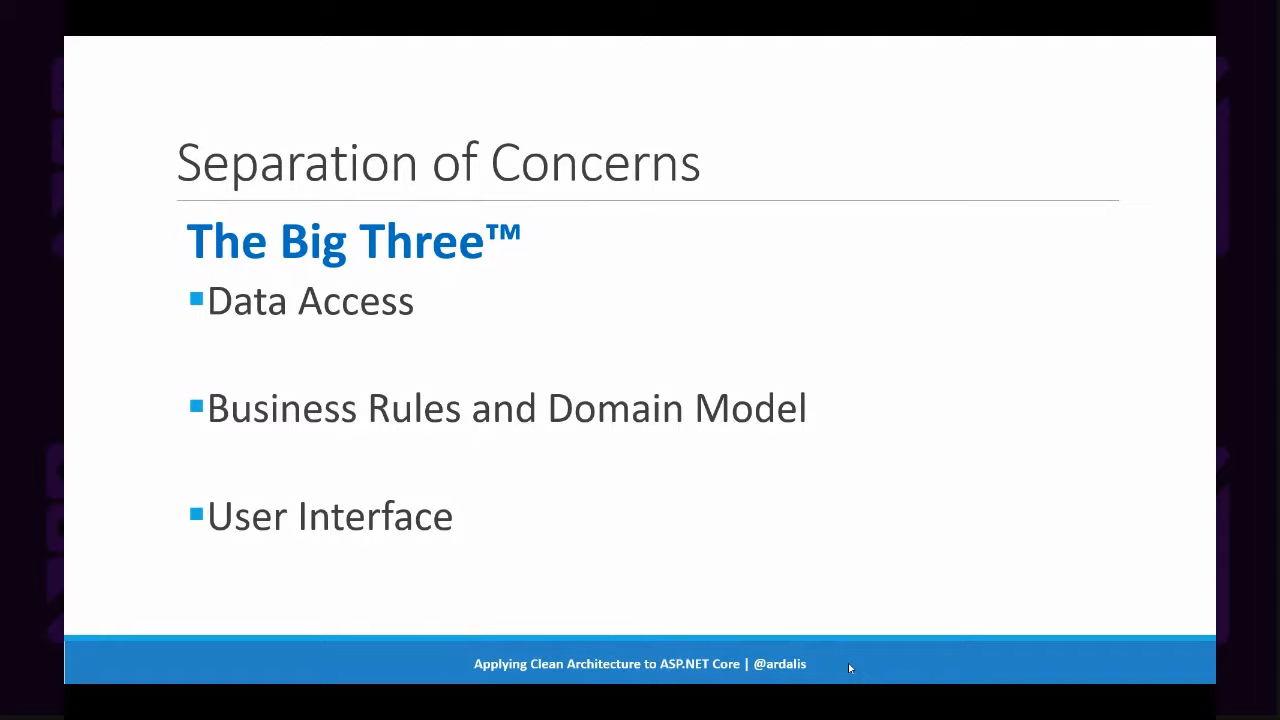 Separation of Concerns
The Big Three™
▪Data Access
▪Business Rules and Domain Model
▪User Interface
Applying Clean Architecture to ASP.NET Core | @ardalis